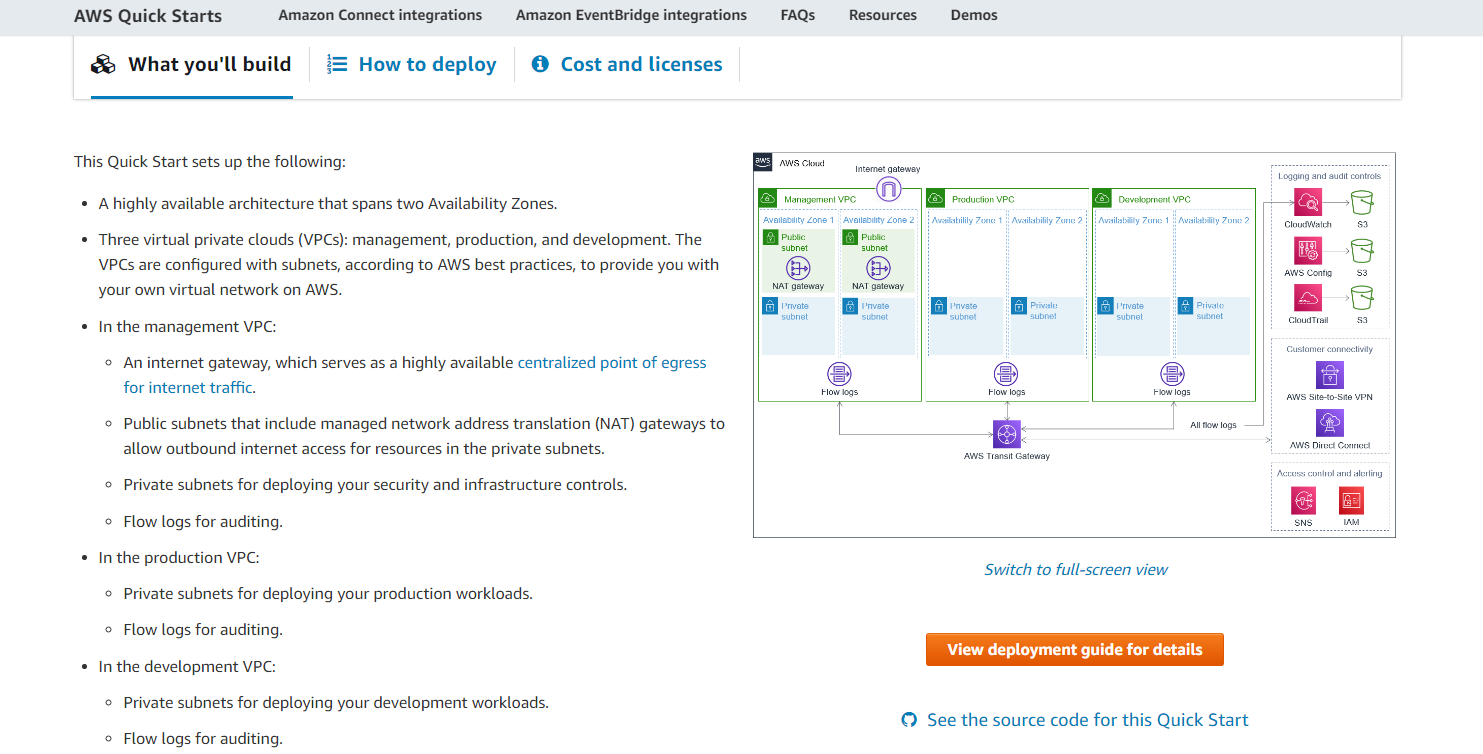 AWS Quick Starts
Amazon Connect integrations
Amazon EventBridge integrations
FAQs
Resources
Demos
What you'll build
How to deploy
Cost and licenses
This Quick Start sets up the following:
A highly available architecture that spans two Availability Zones.
Three virtual private clouds (VPCs): management, production, and development. The
VPCs are configured with subnets, according to AWS best practices, to provide you with
your own virtual network on AWS.
In the management VPC:
An internet gateway, which serves as a highly available centralized point of egress
for internet traffic.
Public subnets that include managed network address translation (NAT) gateways to
allow outbound internet access for resources in the private subnets.
Private subnets for deploying your security and infrastructure controls.
Flow logs for auditing.
In the production VPC:
Private subnets for deploying your production workloads.
Flow logs for auditing.
In the development VPC:
Private subnets for deploying your development workloads.
Flow logs for auditing.
aws
AWS Cloud
Internet gateway
Management VPC
Availability Zone 1
Availability Zone 2
Public
subnet
Public
subnet
NAT gateway
NAT gateway
Private
subnet
Private
subnet
Flow logs
Production VPC
Availability Zone 1
Availability Zone 2
Private
subnet
Private
subnet
Flow logs
Development VPC
Availability Zone 1
Availability Zone 2
Private
subnet
Private
subnet
Flow logs
AWS Transit Gateway
All flow logs
Logging and audit controls
CloudWatch
S3
AWS Config
S3
CloudTrail
S3
Customer connectivity
AWS Site-to-Site VPN
AWS Direct Connect
Access control and alerting
SNS
IAM
Switch to full-screen view
View deployment guide for details
See the source code for this Quick Start